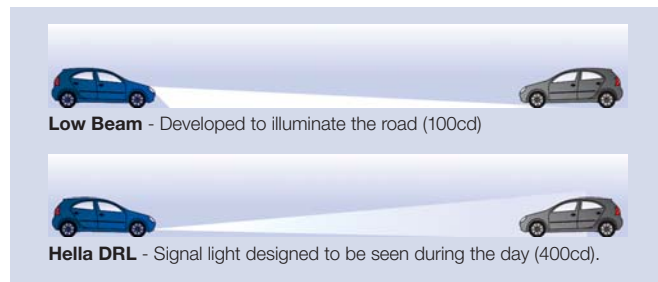 Low Beam - Developed to illuminate the road (100cd)
Hella DRL - Signal light designed to be seen during the day (400cd).